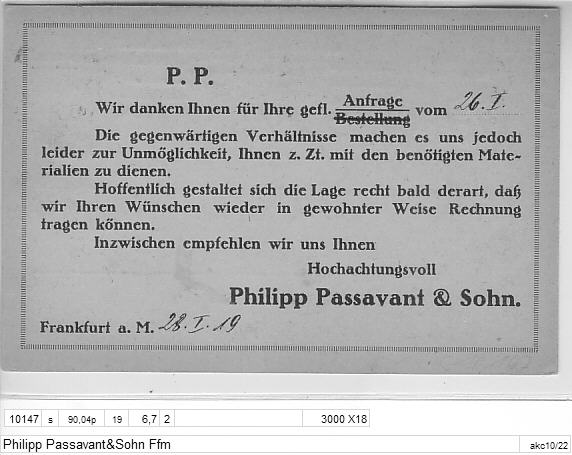 P. P.
Wir danken Ihnen für Ihre gefl. Anfrage
Bestellung vom 26. I.
Die gegenwärtigen Verhältnisse machen es uns jedoch
leider zur Unmöglichkeit, Ihnen z. Zt. mit den benötigten Mate-
rialien zu dienen.
Hoffentlich gestaltet sich die Lage recht bald derart, daß
wir Ihren Wünschen wieder in gewohnter Weise Rechnung
tragen können.
Inzwischen empfehlen wir uns Ihnen
Hochachtungsvoll
Philipp Passavant & Sohn.
Frankfurt a. M. 28. I. 19
10147 s 90,04p 19 6,7 2 3000 X18
Philipp Passavant&Sohn Ffm akc10/22